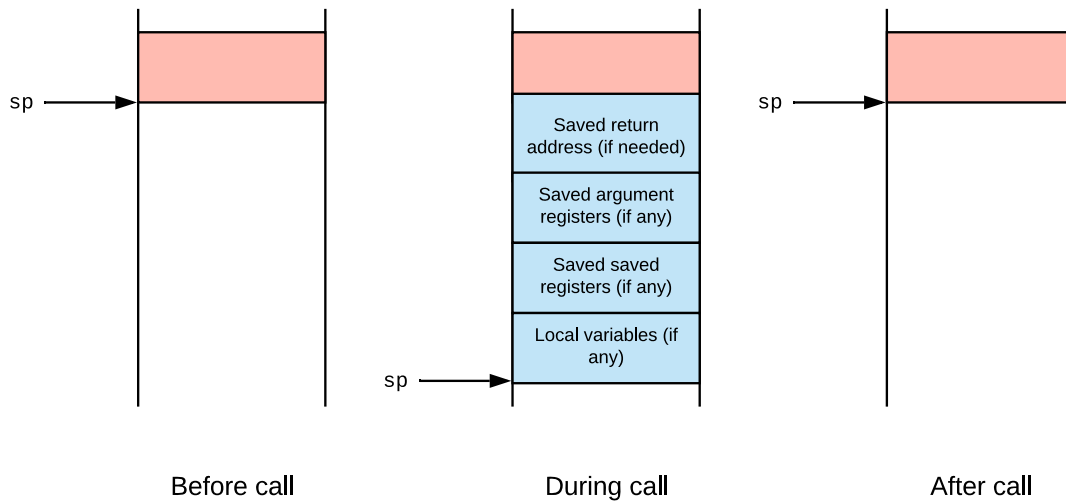 sp
sp
Saved return
address (if needed)
Saved argument
registers (if any)
Saved saved
registers (if any)
Local variables (if
any)
sp
Before call
During call
After call